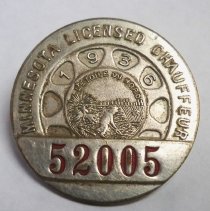 MINNESOTA LICENSED CHAUFFEUR
1936
52005